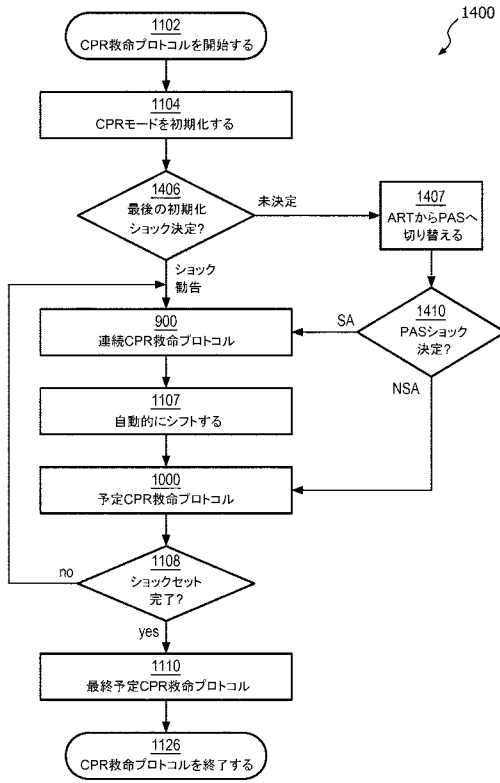 1400
1102
CPR救命プロトコルを開始する
1104
CPRモードを初期化する
1406
最後の初期化
ショック決定?
未決定
1407
ARTからPASへ
切り替える
ショック
勧告
1410
PASショック
決定?
SA
NSA
900
連続CPR救命プロトコル
1107
自動的にシフトする
1000
予定CPR救命プロトコル
1108
ショックセット
完了?
no
yes
1110
最終予定CPR救命プロトコル
1126
CPR救命プロトコルを終了する